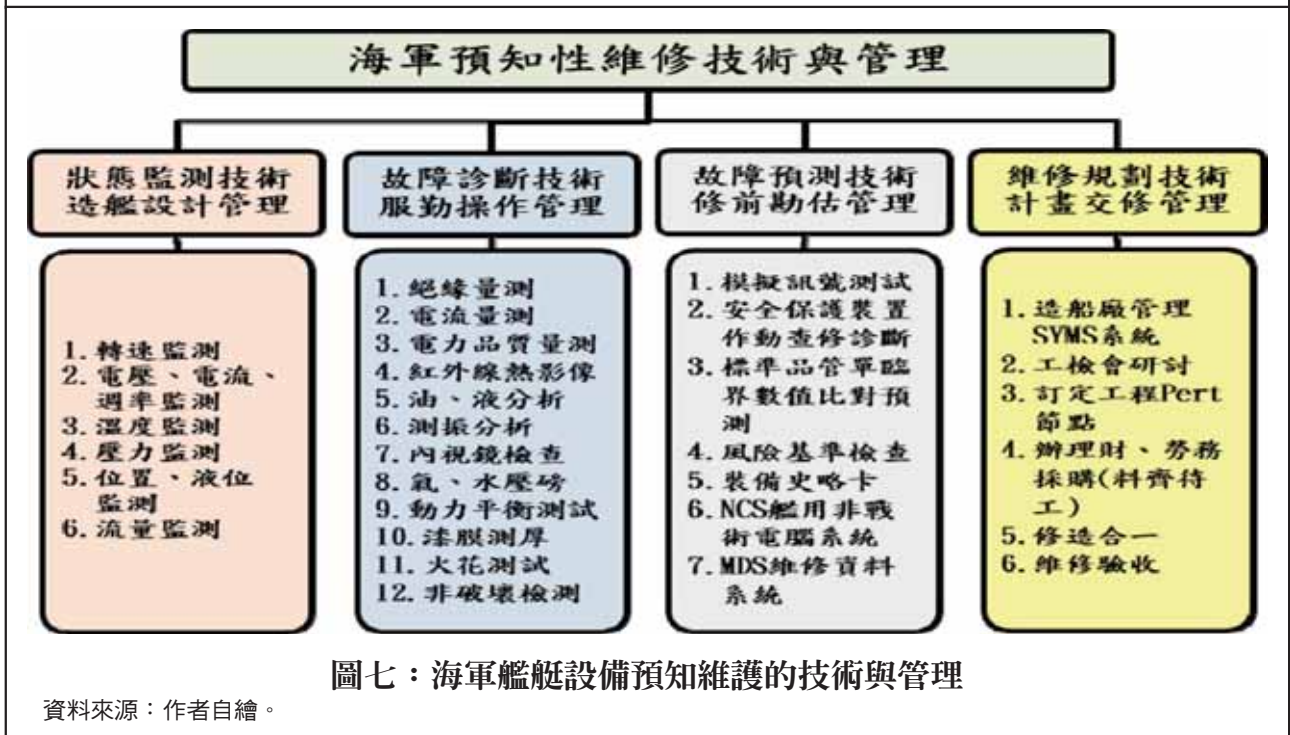 海軍預知性維修技術與管理
狀態監測技術
造艦設計管理
1. 轉速監測
2. 電壓、電流、
週率監測
3. 溫度監測
4. 壓力監測
5. 位置、液位
監測
6. 流量監測
故障診斷技術
服勤操作管理
1. 絕緣量測
2. 電流量測
3. 電力品質量測
4. 紅外線熱影像
5. 油、液分析
6. 測振分析
7. 內視鏡檢查
8. 氣、水壓磅
9. 動力平衡測試
10. 漆膜測厚
11. 火花測試
12. 非破壞檢測
故障預測技術
修前勘估管理
1. 模擬訊號測試
2. 安全保護裝置
作動查修診斷
3. 標準品管單臨
界數值比對預
測
4. 風險基準檢查
5. 裝備史略卡
6. NCS艦用非戰
術電腦系統
7. MDS維修資料
系統
維修規劃技術
計畫交修管理
1. 造船廠管理
SYMS系統
2. 工檢會研討
3. 訂定工程Pert
節點
4. 辦理財、勞務
採購(料齊待
工)
5. 修造合一
6. 維修驗收
圖七：海軍艦艇設備預知維護的技術與管理
資料來源：作者自繪。